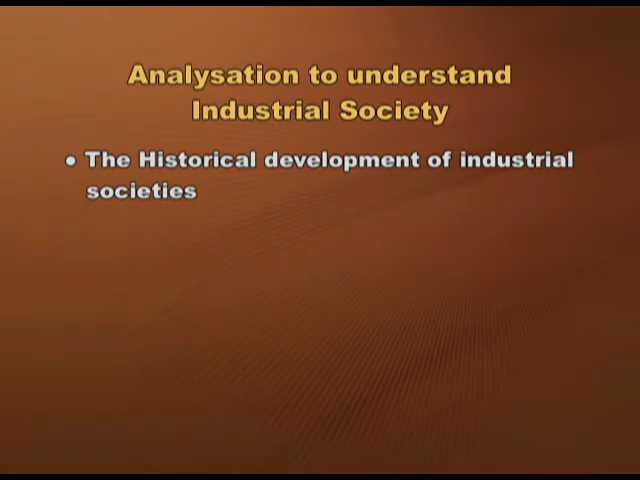 Analysation to understand
Industrial Society
• The Historical development of industrial
societies